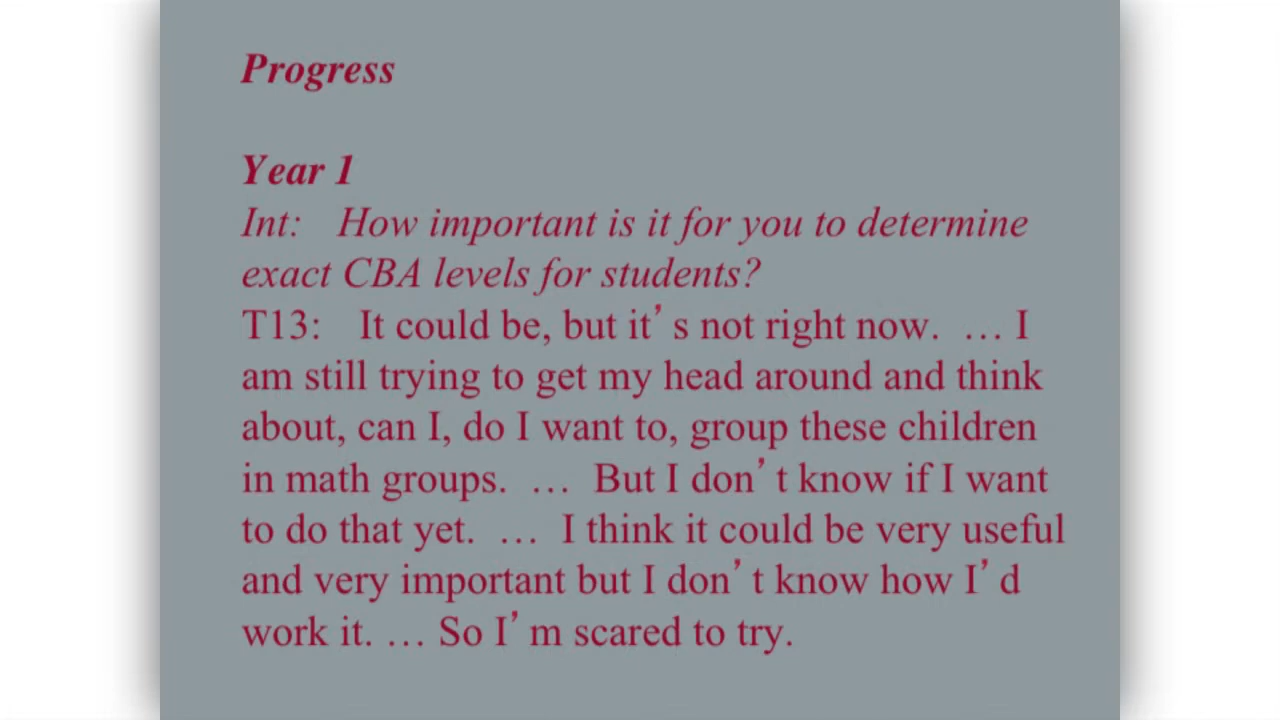 Progress
Year 1
Int: How important is it for you to determine
exact CBA levels for students?
T13: It could be, but it’s not right now. … I
am still trying to get my head around and think
about, can I, do I want to, group these children
in math groups. … But I don’t know if I want
to do that yet. … I think it could be very useful
and very important but I don’t know how I’d
work it. … So I’m scared to try.